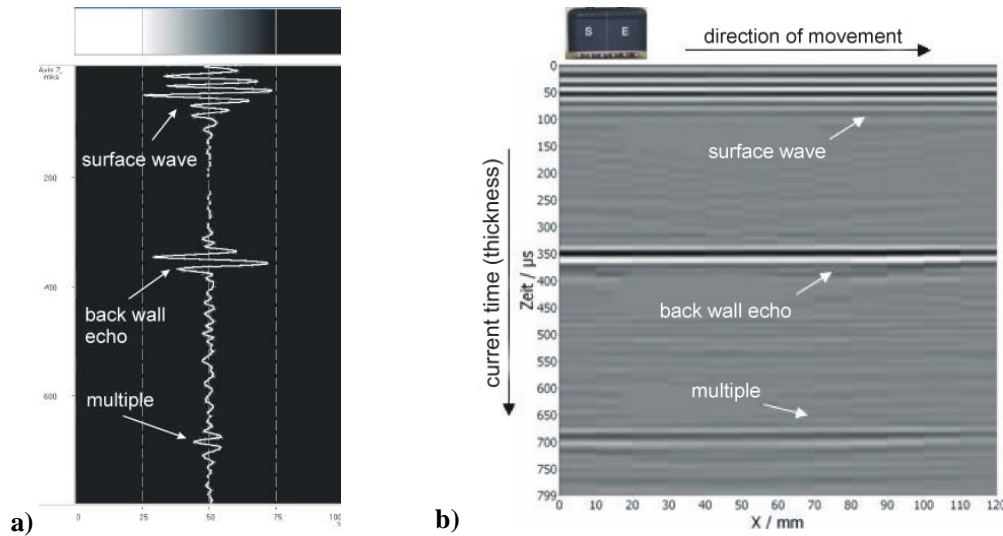 Avis 7,
mks
surface wave
200
back wall
echo
400
multiple
600
0
25
50
75
100
a)
S E
direction of movement
current time (thickness)
Zeit / µs
0
50
100
150
200
250
300
350
400
450
500
550
600
650
700
750
799
surface wave
back wall echo
multiple
0 10 20 30 40 50 60 70 80 90 100 110 120
X / mm
b)